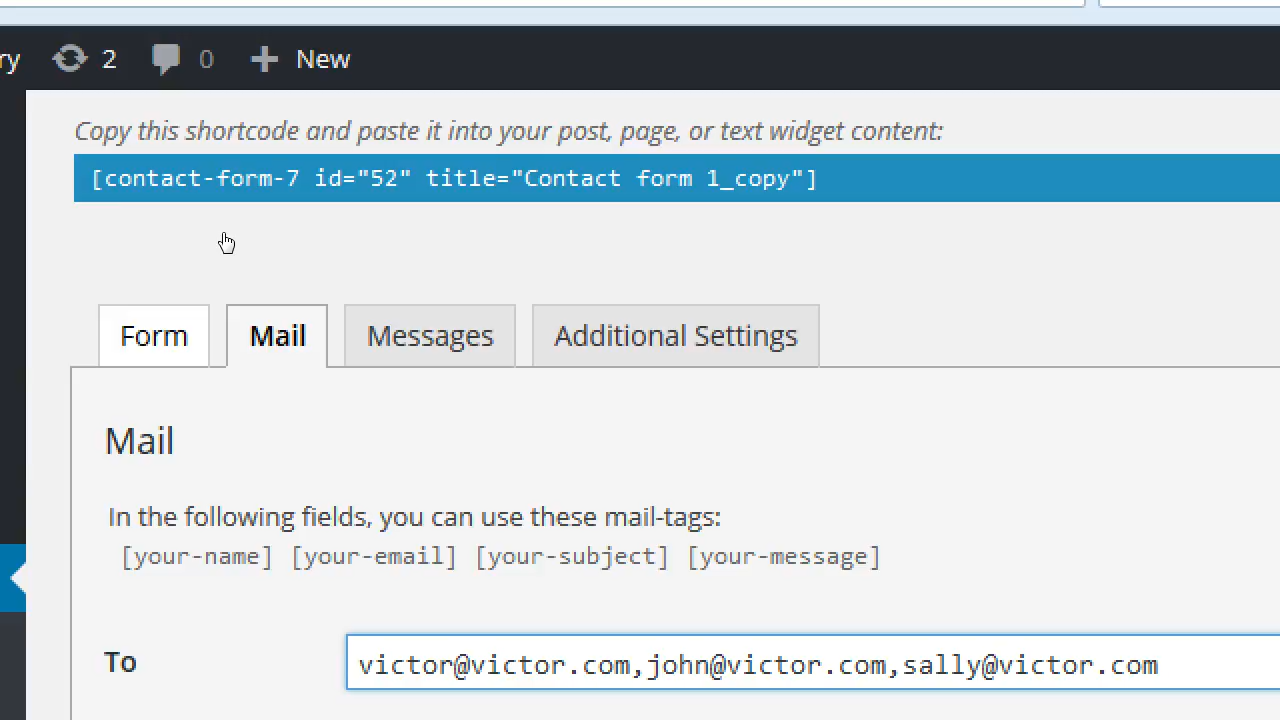 ry 2 0 New
Copy this shortcode and paste it into your post, page, or text widget content:
[contact-form-7 id="52" title="Contact form 1_copy"]
Form Mail Messages Additional Settings
Mail
In the following fields, you can use these mail-tags:
[your-name] [your-email] [your-subject] [your-message]
To victor@victor.com,john@victor.com,sally@victor.com